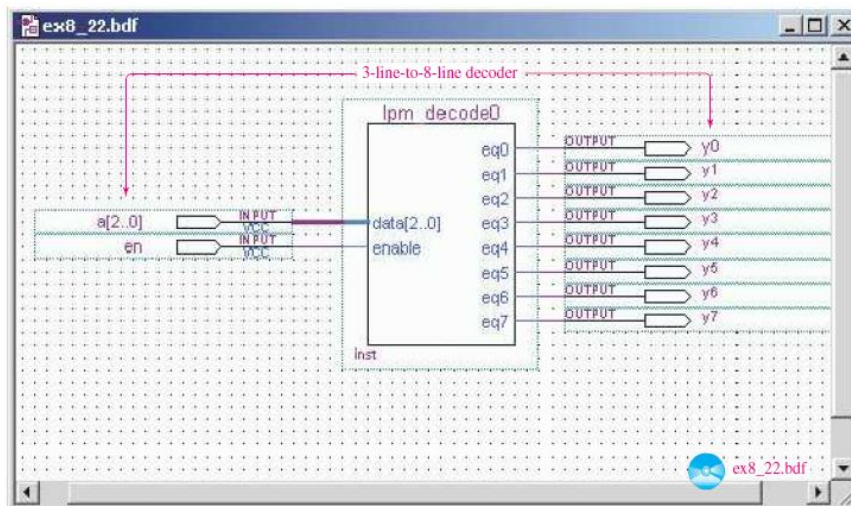 ex8_22.bdf
3-line-to-8-line decoder
lpm_decode0
eq0 OUTPUT y0
eq1 OUTPUT y1
eq2 OUTPUT y2
a[2..0] INPUT VCC data[2..0] eq3 OUTPUT y3
en INPUT VCC enable eq4 OUTPUT y4
eq5 OUTPUT y5
eq6 OUTPUT y6
eq7 OUTPUT y7
inst
ex8_22.bdf